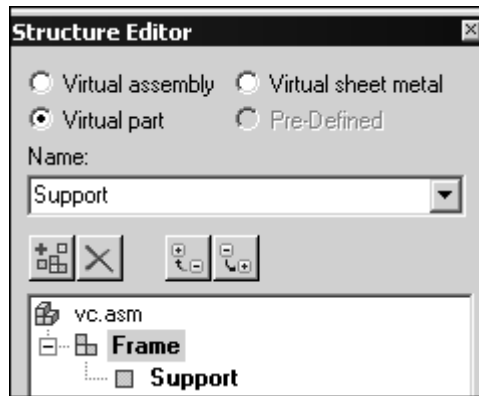 Structure Editor
Virtual assembly Virtual sheet metal
Virtual part Pre-Defined
Name:
Support
vc.asm
Frame
Support